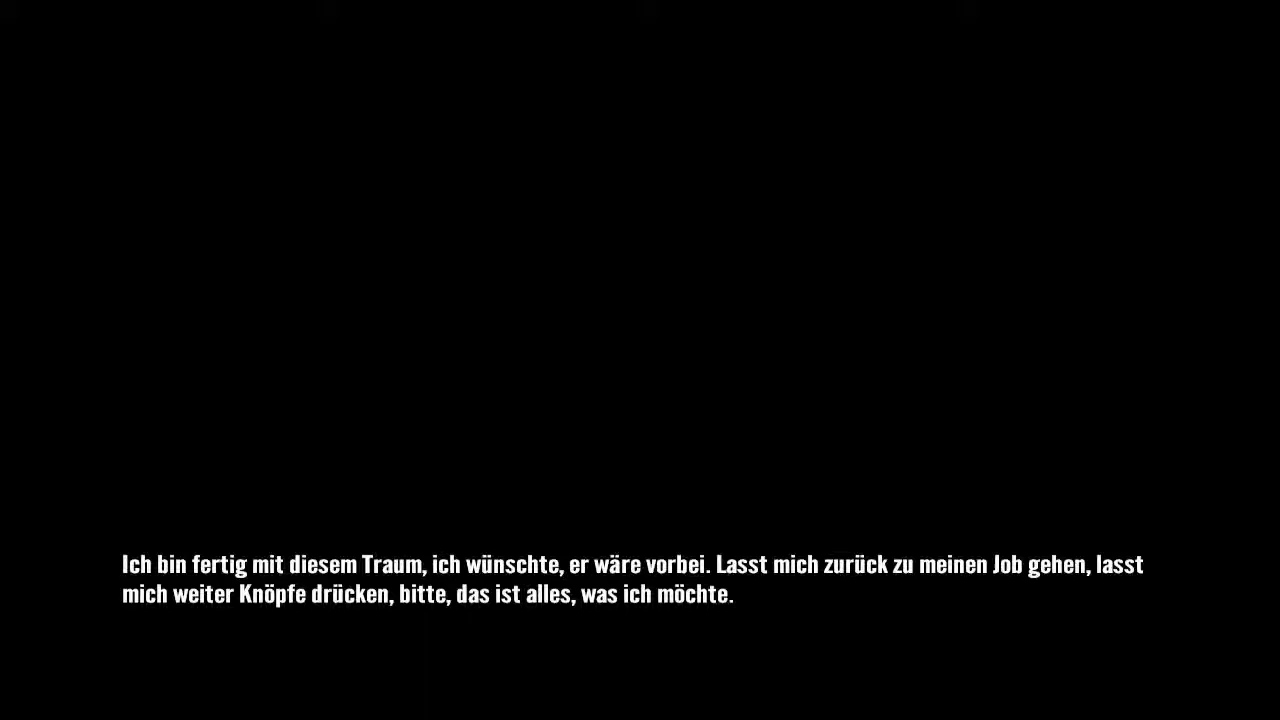 Ich bin fertig mit diesem Traum, ich wünschte, er wäre vorbei. Lasst mich zurück zu meinen Job gehen, lasst
mich weiter Knöpfe drücken, bitte, das ist alles, was ich möchte.